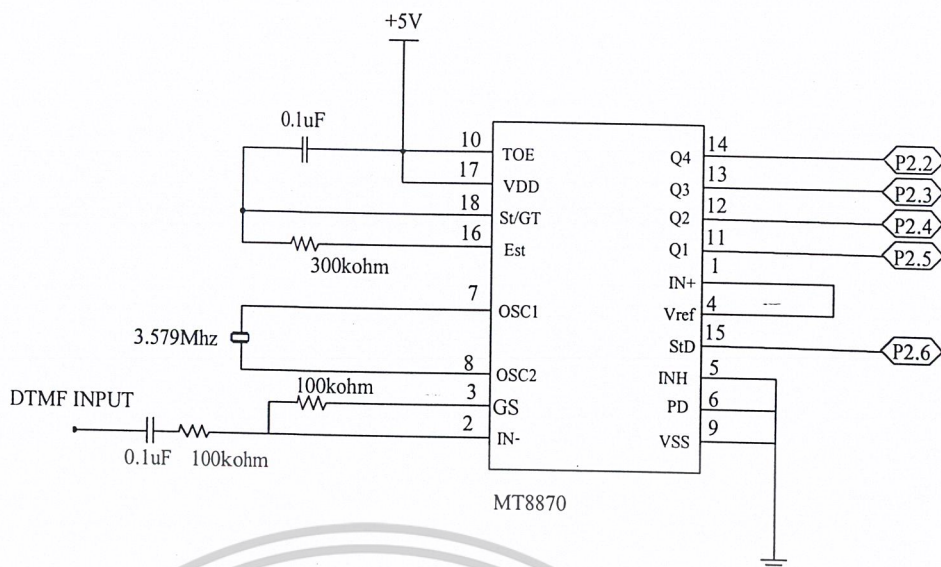 +5V
0.1uF
10
TOE
17
VDD
18
St/GT
16
Est
300kohm
7
OSC1
3.579Mhz
8
OSC2
100kohm
3
GS
DTMF INPUT
2
IN-
0.1uF
100kohm
14
Q4
P2.2
13
Q3
P2.3
12
Q2
P2.4
11
Q1
P2.5
1
IN+
4
Vref
15
StD
P2.6
5
INH
6
PD
9
VSS
MT8870